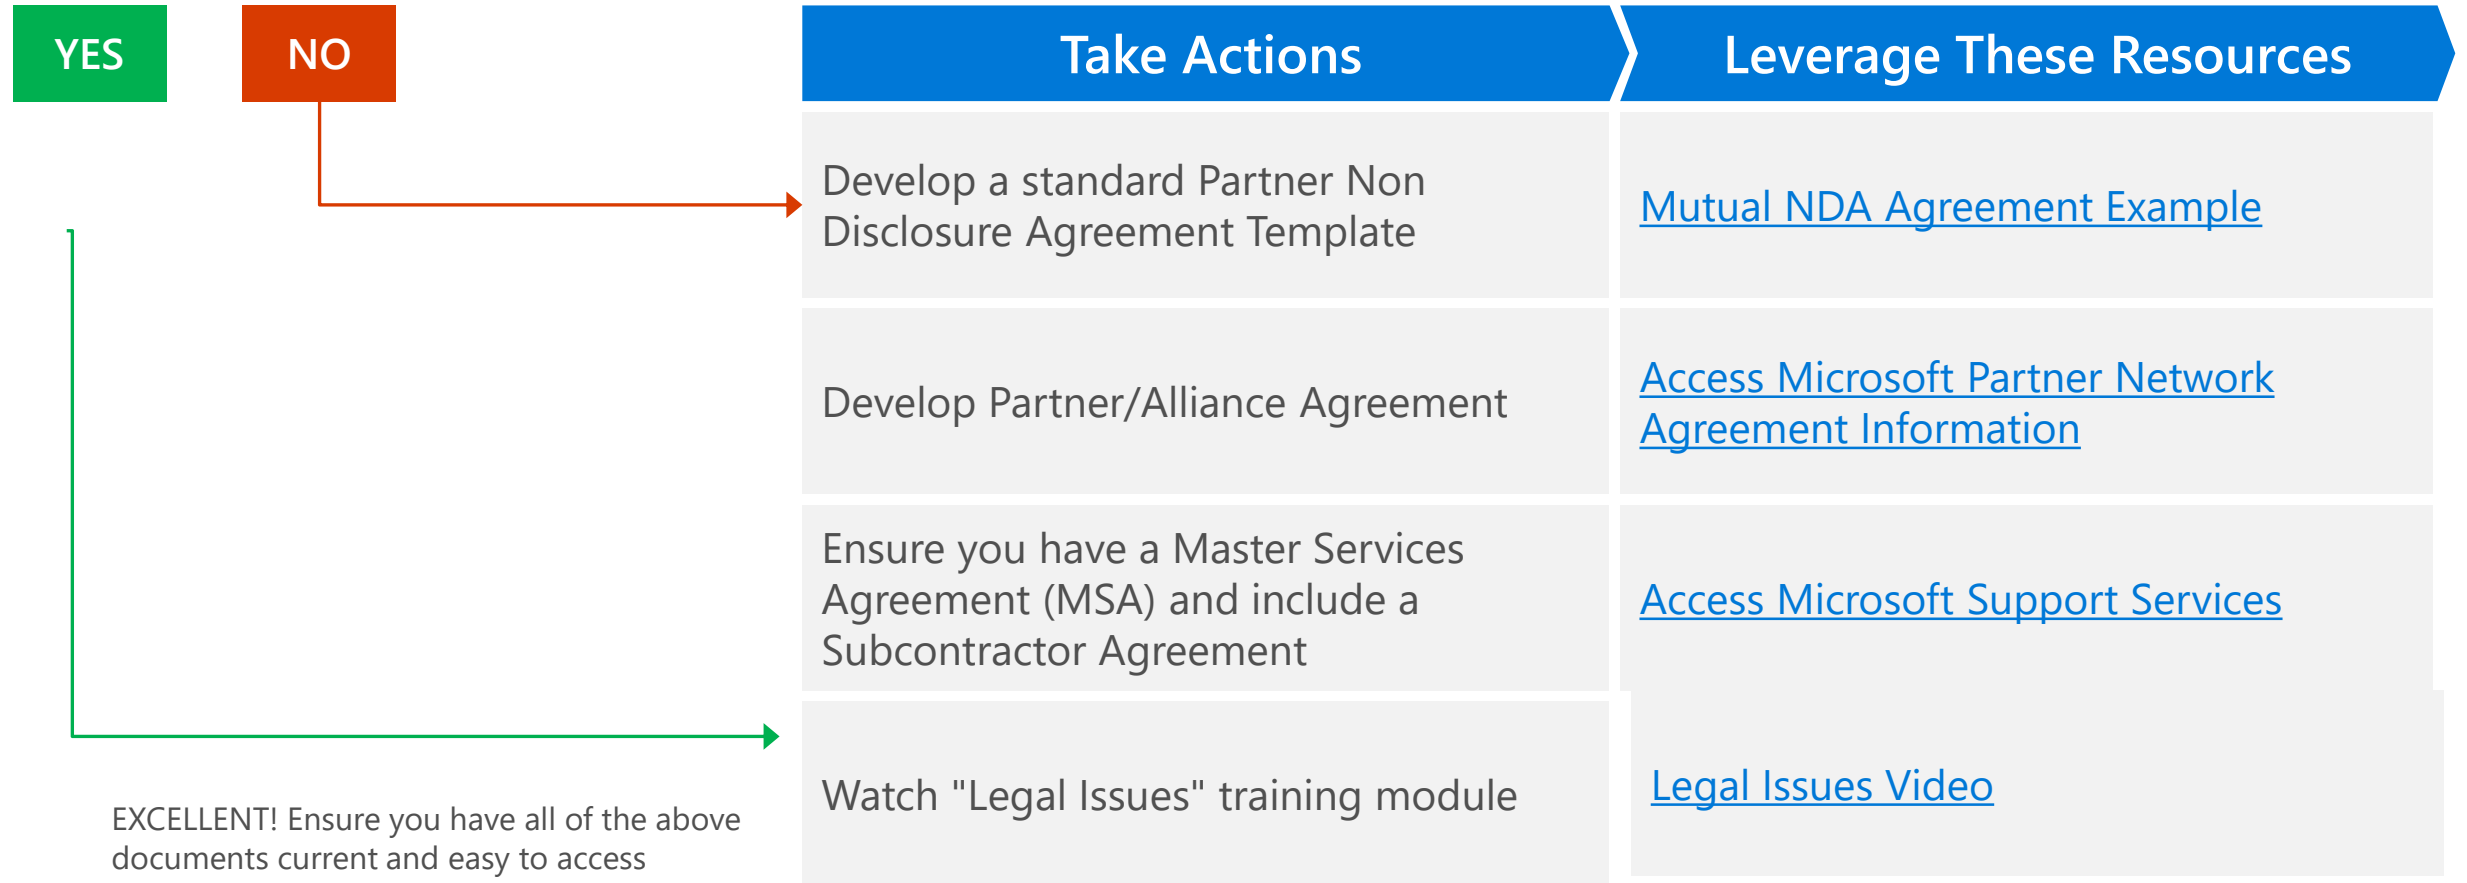 YES
NO
Take Actions
Leverage These Resources
Develop a standard Partner Non
Disclosure Agreement Template
Mutual NDA Agreement Example
Develop Partner/Alliance Agreement
Access Microsoft Partner Network
Agreement Information
Ensure you have a Master Services
Agreement (MSA) and include a
Subcontractor Agreement
Access Microsoft Support Services
Watch "Legal Issues" training module
Legal Issues Video
EXCELLENT! Ensure you have all of the above
documents current and easy to access